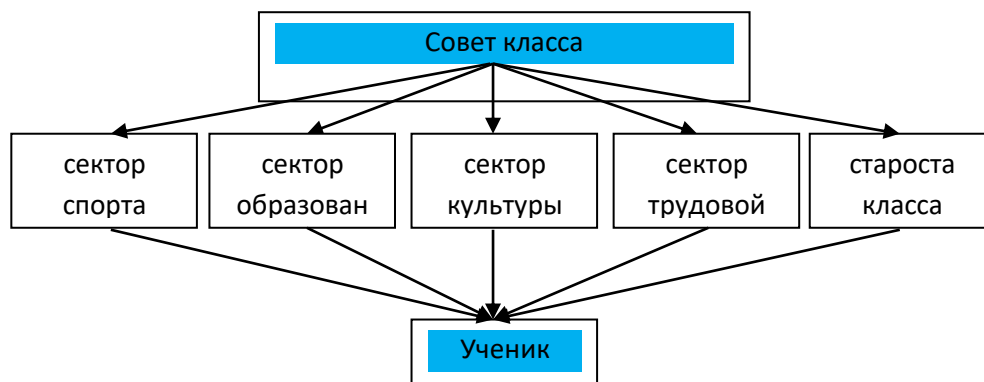 Совет класса
сектор
спорта
сектор
образован
сектор
культуры
сектор
трудовой
староста
класса
Ученик